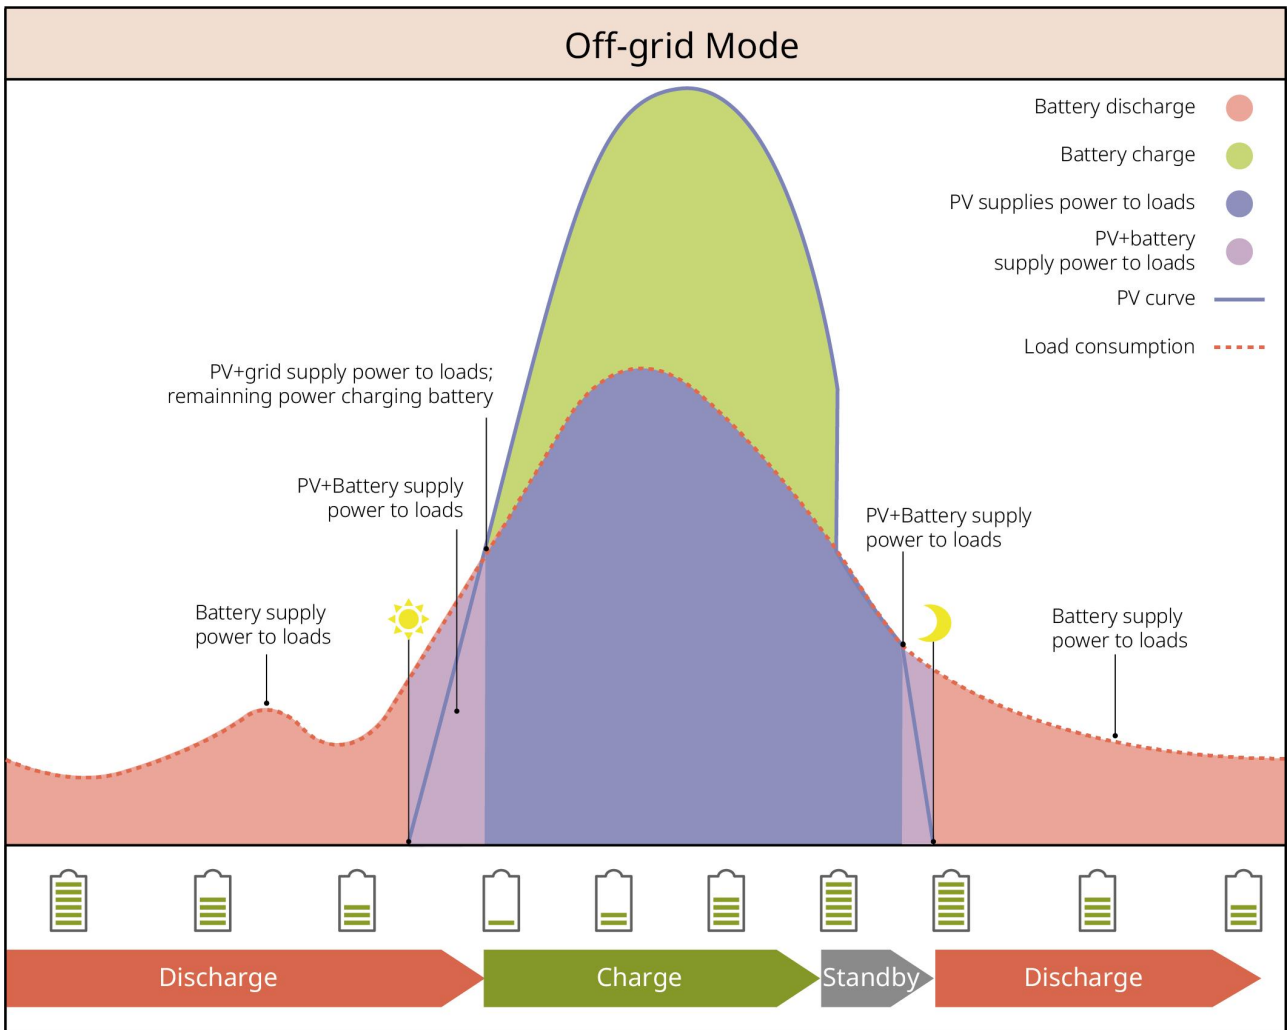 Off-grid Mode
Battery discharge
Battery charge
PV supplies power to loads
PV+battery
supply power to loads
PV curve
Load consumption
PV+grid supply power to loads;
remainning power charging battery
PV+Battery supply
power to loads
PV+Battery supply
power to loads
Battery supply
power to loads
Battery supply
power to loads
Discharge
Charge
Standby
Discharge